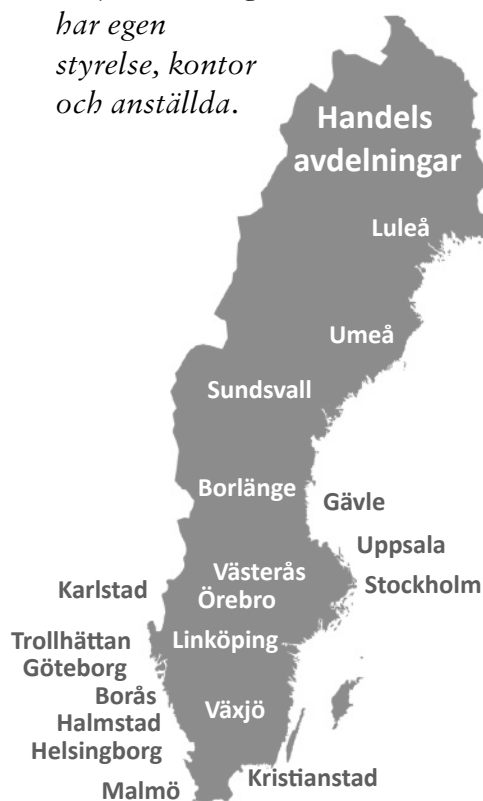 har egen
styrelse, kontor
och anställda.
Handels
avdelningar
Luleå
Umeå
Sundsvall
Borlänge
Gävle
Uppsala
Västerås
Stockholm
Karlstad
Örebro
Trollhättan
Linköping
Göteborg
Borås
Växjö
Halmstad
Helsingborg
Kristianstad
Malmö